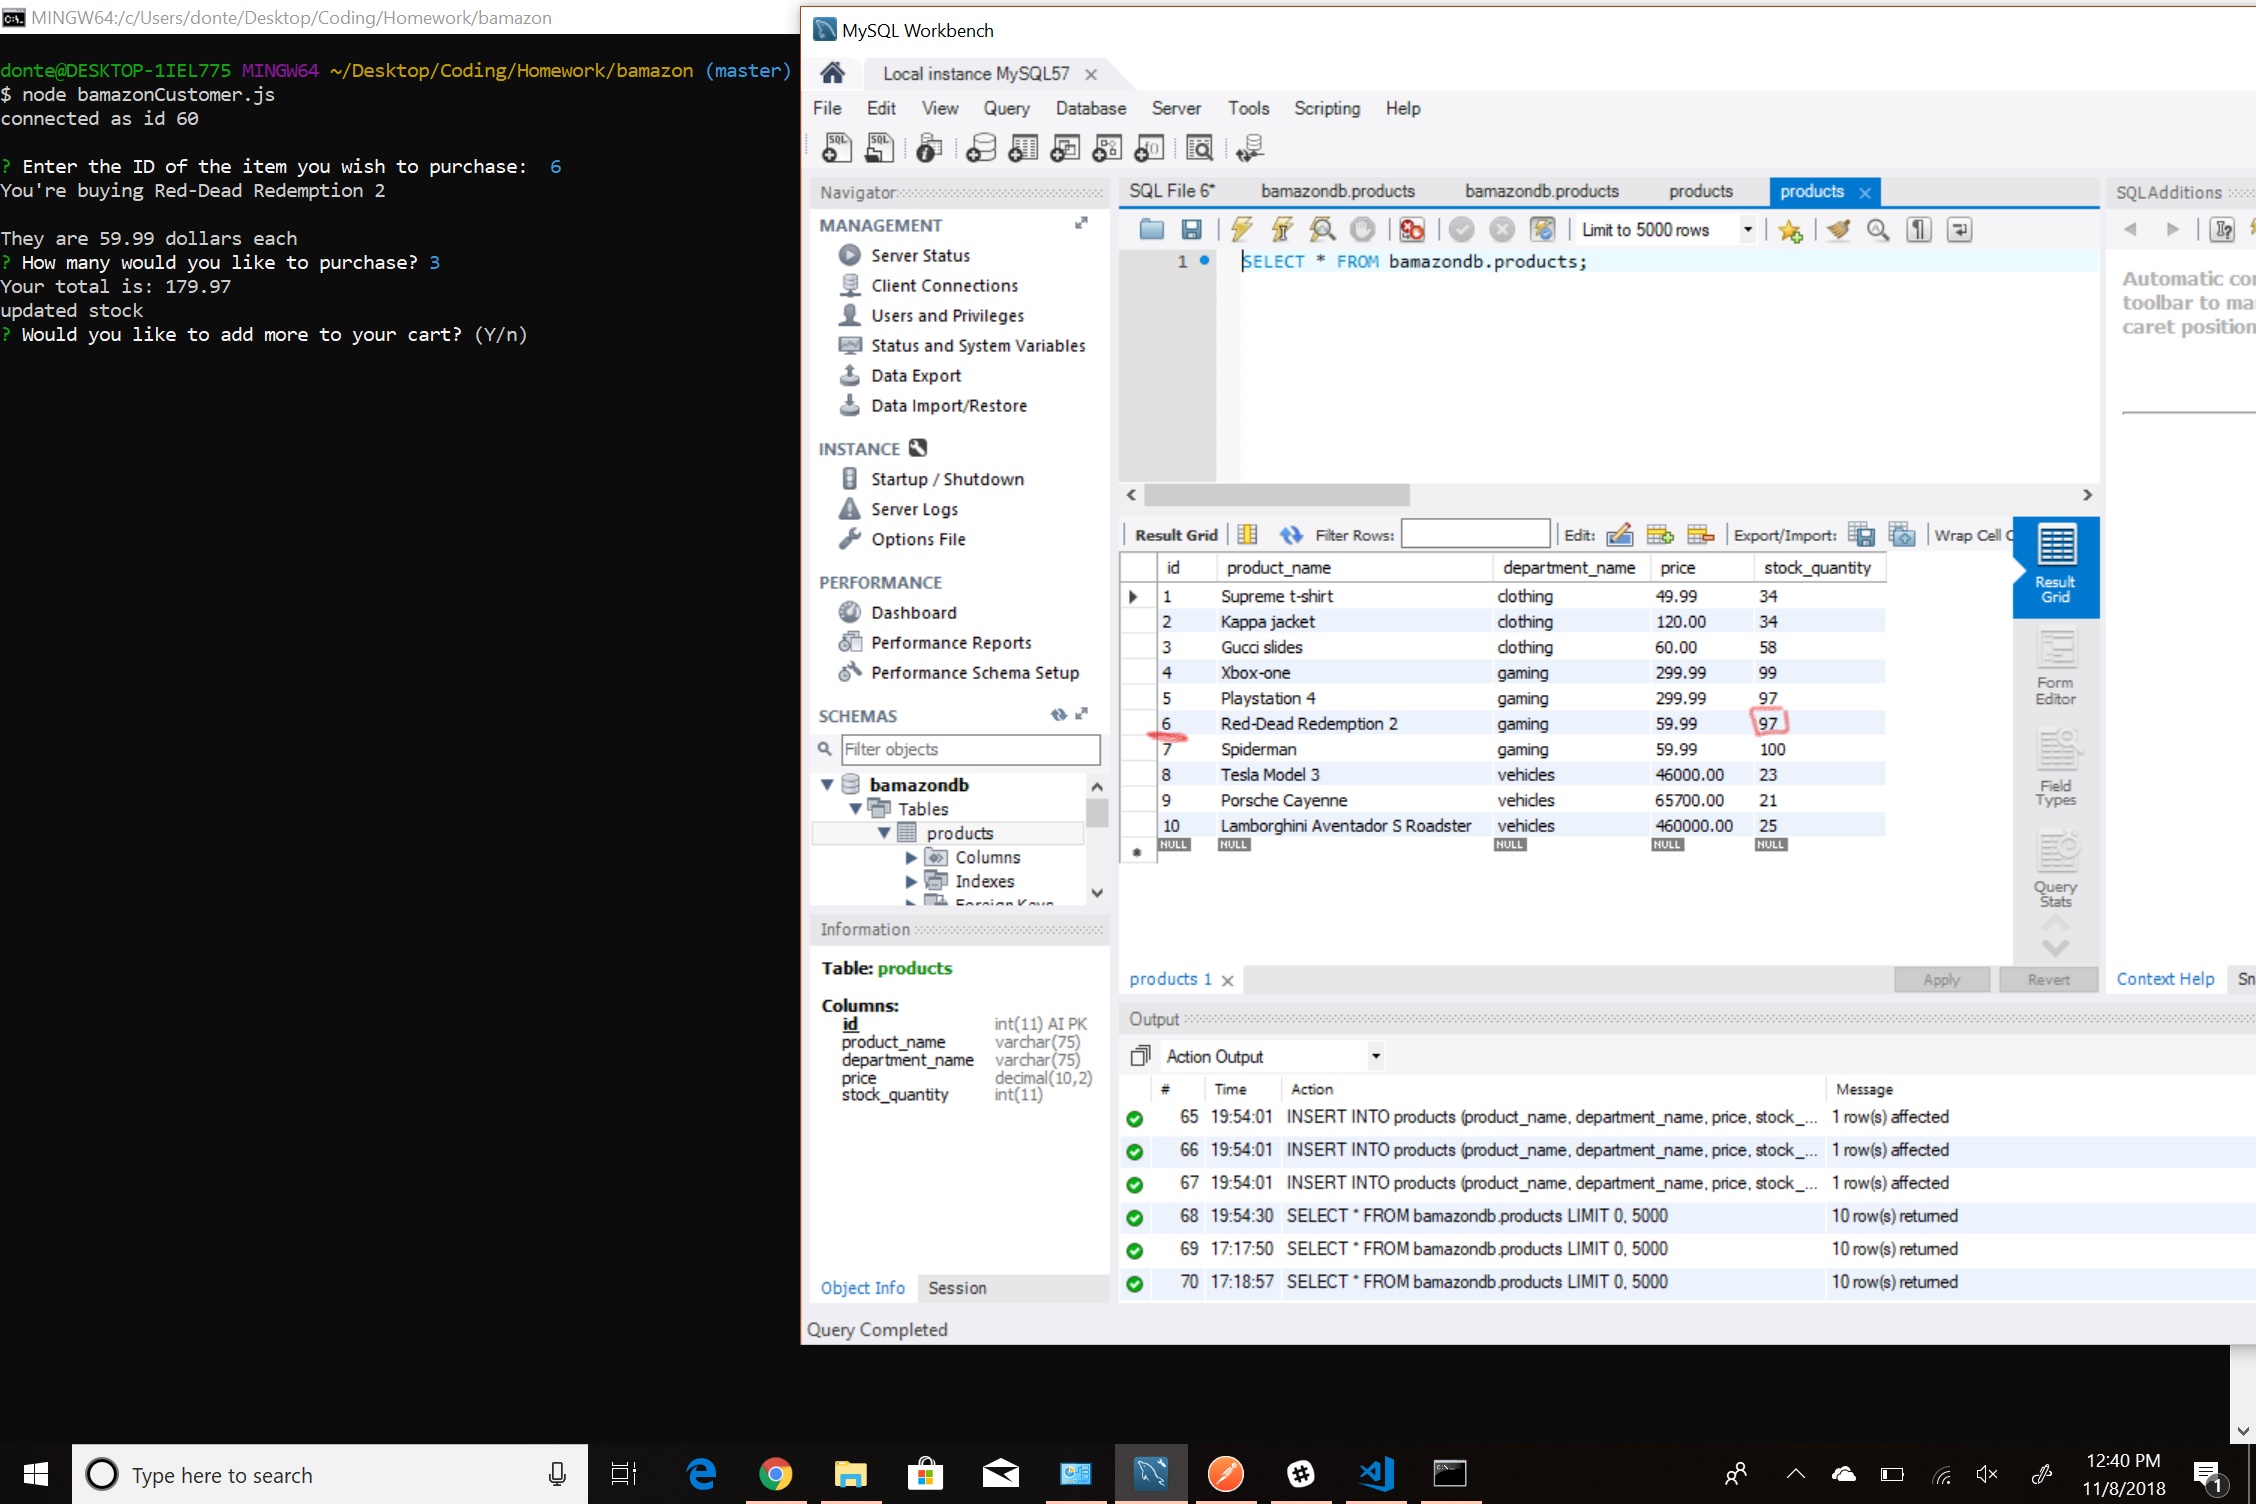 MINGW64:/c/Users/donte/Desktop/Coding/Homework/bamazon
donte@DESKTOP-1IEL775 MINGW64 ~/Desktop/Coding/Homework/bamazon (master)
$ node bamazonCustomer.js
connected as id 60
? Enter the ID of the item you wish to purchase: 6
You're buying Red-Dead Redemption 2
They are 59.99 dollars each
? How many would you like to purchase? 3
Your total is: 179.97
updated stock
? Would you like to add more to your cart? (Y/n)
MySQL Workbench
Local instance MySQL57
File Edit View Query Database Server Tools Scripting Help
Navigator
MANAGEMENT
Server Status
Client Connections
Users and Privileges
Status and System Variables
Data Export
Data Import/Restore
INSTANCE
Startup / Shutdown
Server Logs
Options File
PERFORMANCE
Dashboard
Performance Reports
Performance Schema Setup
SCHEMAS
Filter objects
bamazondb
Tables
products
Columns
Indexes
Foreign Keys
Information
Table: products
Columns:
id int(11) AI PK
product_name varchar(75)
department_name varchar(75)
price decimal(10,2)
stock_quantity int(11)
Object Info Session
Query Completed
SQL File 6* bamazondb.products bamazondb.products products products
Limit to 5000 rows
1 SELECT * FROM bamazondb.products;
Result Grid Filter Rows: Edit: Export/Import: Wrap Cell C
id product_name department_name price stock_quantity
1 Supreme t-shirt clothing 49.99 34
2 Kappa jacket clothing 120.00 34
3 Gucci slides clothing 60.00 58
4 Xbox-one gaming 299.99 99
5 Playstation 4 gaming 299.99 97
6 Red-Dead Redemption 2 gaming 59.99 97
7 Spiderman gaming 59.99 100
8 Tesla Model 3 vehicles 46000.00 23
9 Porsche Cayenne vehicles 65700.00 21
10 Lamborghini Aventador S Roadster vehicles 460000.00 25
NULL NULL NULL NULL NULL
Result
Grid
Form
Editor
Field
Types
Query
Stats
products 1 Apply Revert
SQLAdditions
Automatic con
toolbar to ma
caret position
Context Help Sn
Output
Action Output
# Time Action Message
65 19:54:01 INSERT INTO products (product_name, department_name, price, stock_... 1 row(s) affected
66 19:54:01 INSERT INTO products (product_name, department_name, price, stock_... 1 row(s) affected
67 19:54:01 INSERT INTO products (product_name, department_name, price, stock_... 1 row(s) affected
68 19:54:30 SELECT * FROM bamazondb.products LIMIT 0, 5000 10 row(s) returned
69 17:17:50 SELECT * FROM bamazondb.products LIMIT 0, 5000 10 row(s) returned
70 17:18:57 SELECT * FROM bamazondb.products LIMIT 0, 5000 10 row(s) returned
Type here to search
12:40 PM
11/8/2018
1